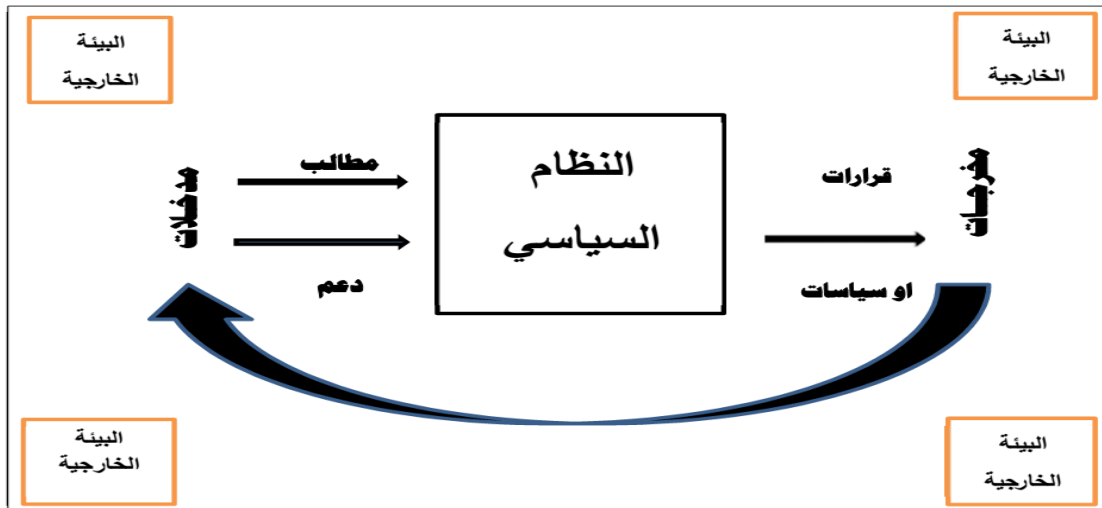 البيئة
الخارجية
البيئة
الخارجية
مخرجات
قرارات
او سياسات
النظام
السياسي
مطالب
دعم
مدخلات
البيئة
الخارجية
البيئة
الخارجية